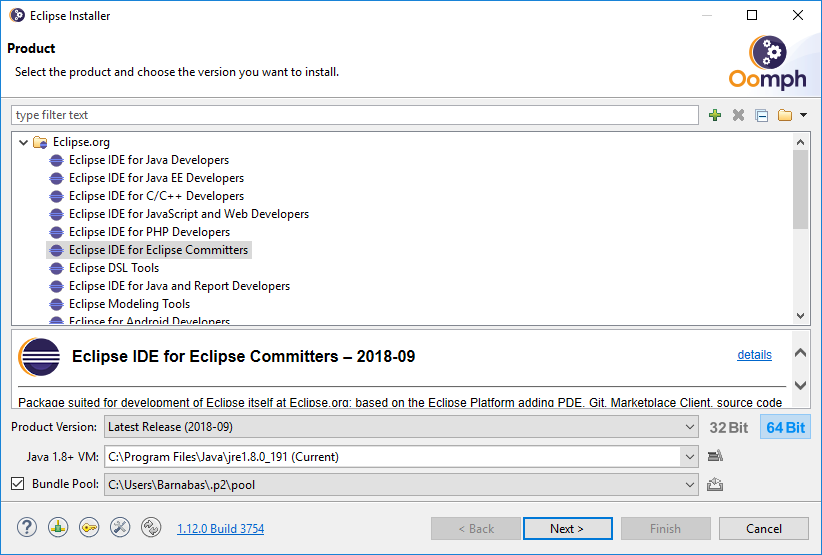 Eclipse Installer
Product
Select the product and choose the version you want to install.
Oomph
type filter text
Eclipse.org
Eclipse IDE for Java Developers
Eclipse IDE for Java EE Developers
Eclipse IDE for C/C++ Developers
Eclipse IDE for JavaScript and Web Developers
Eclipse IDE for PHP Developers
Eclipse IDE for Eclipse Committers
Eclipse DSL Tools
Eclipse IDE for Java and Report Developers
Eclipse Modeling Tools
Eclipse for Android Developers
Eclipse IDE for Eclipse Committers – 2018-09
details
Package suited for development of Eclipse itself at Eclipse.org; based on the Eclipse Platform adding PDE, Git, Marketplace Client, source code
Product Version: Latest Release (2018-09) 32 Bit 64 Bit
Java 1.8+ VM: C:\Program Files\Java\jre1.8.0_191 (Current)
Bundle Pool: C:\Users\Barnabas\.p2\pool
1.12.0 Build 3754 < Back Next > Finish Cancel